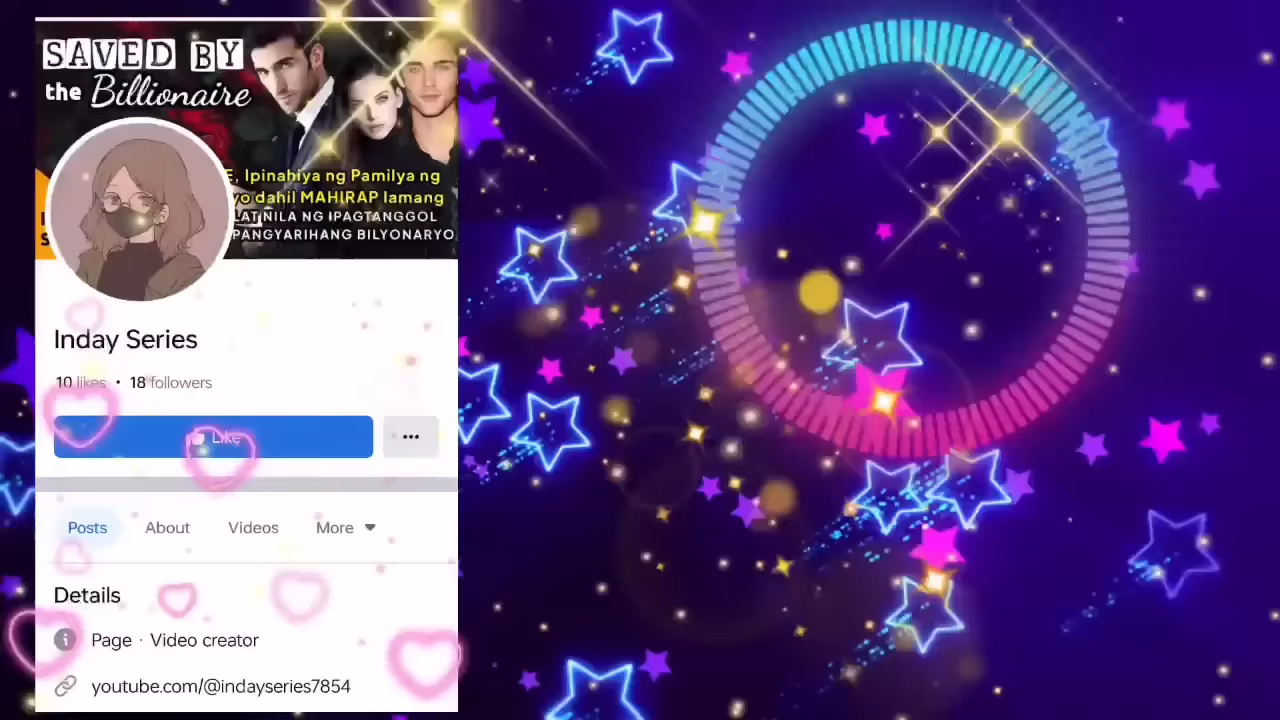 SAVED BY
the Billionaire
E, Ipinahiya ng Pamilya ng
yo dahil MAHIRAP lamang
LAT NILA NG IPAGTANGGOL
PANGYARIHANG BILYONARYO
Inday Series
10 likes • 18 followers
Like
Posts About Videos More
Details
Page · Video creator
youtube.com/@indayseries7854